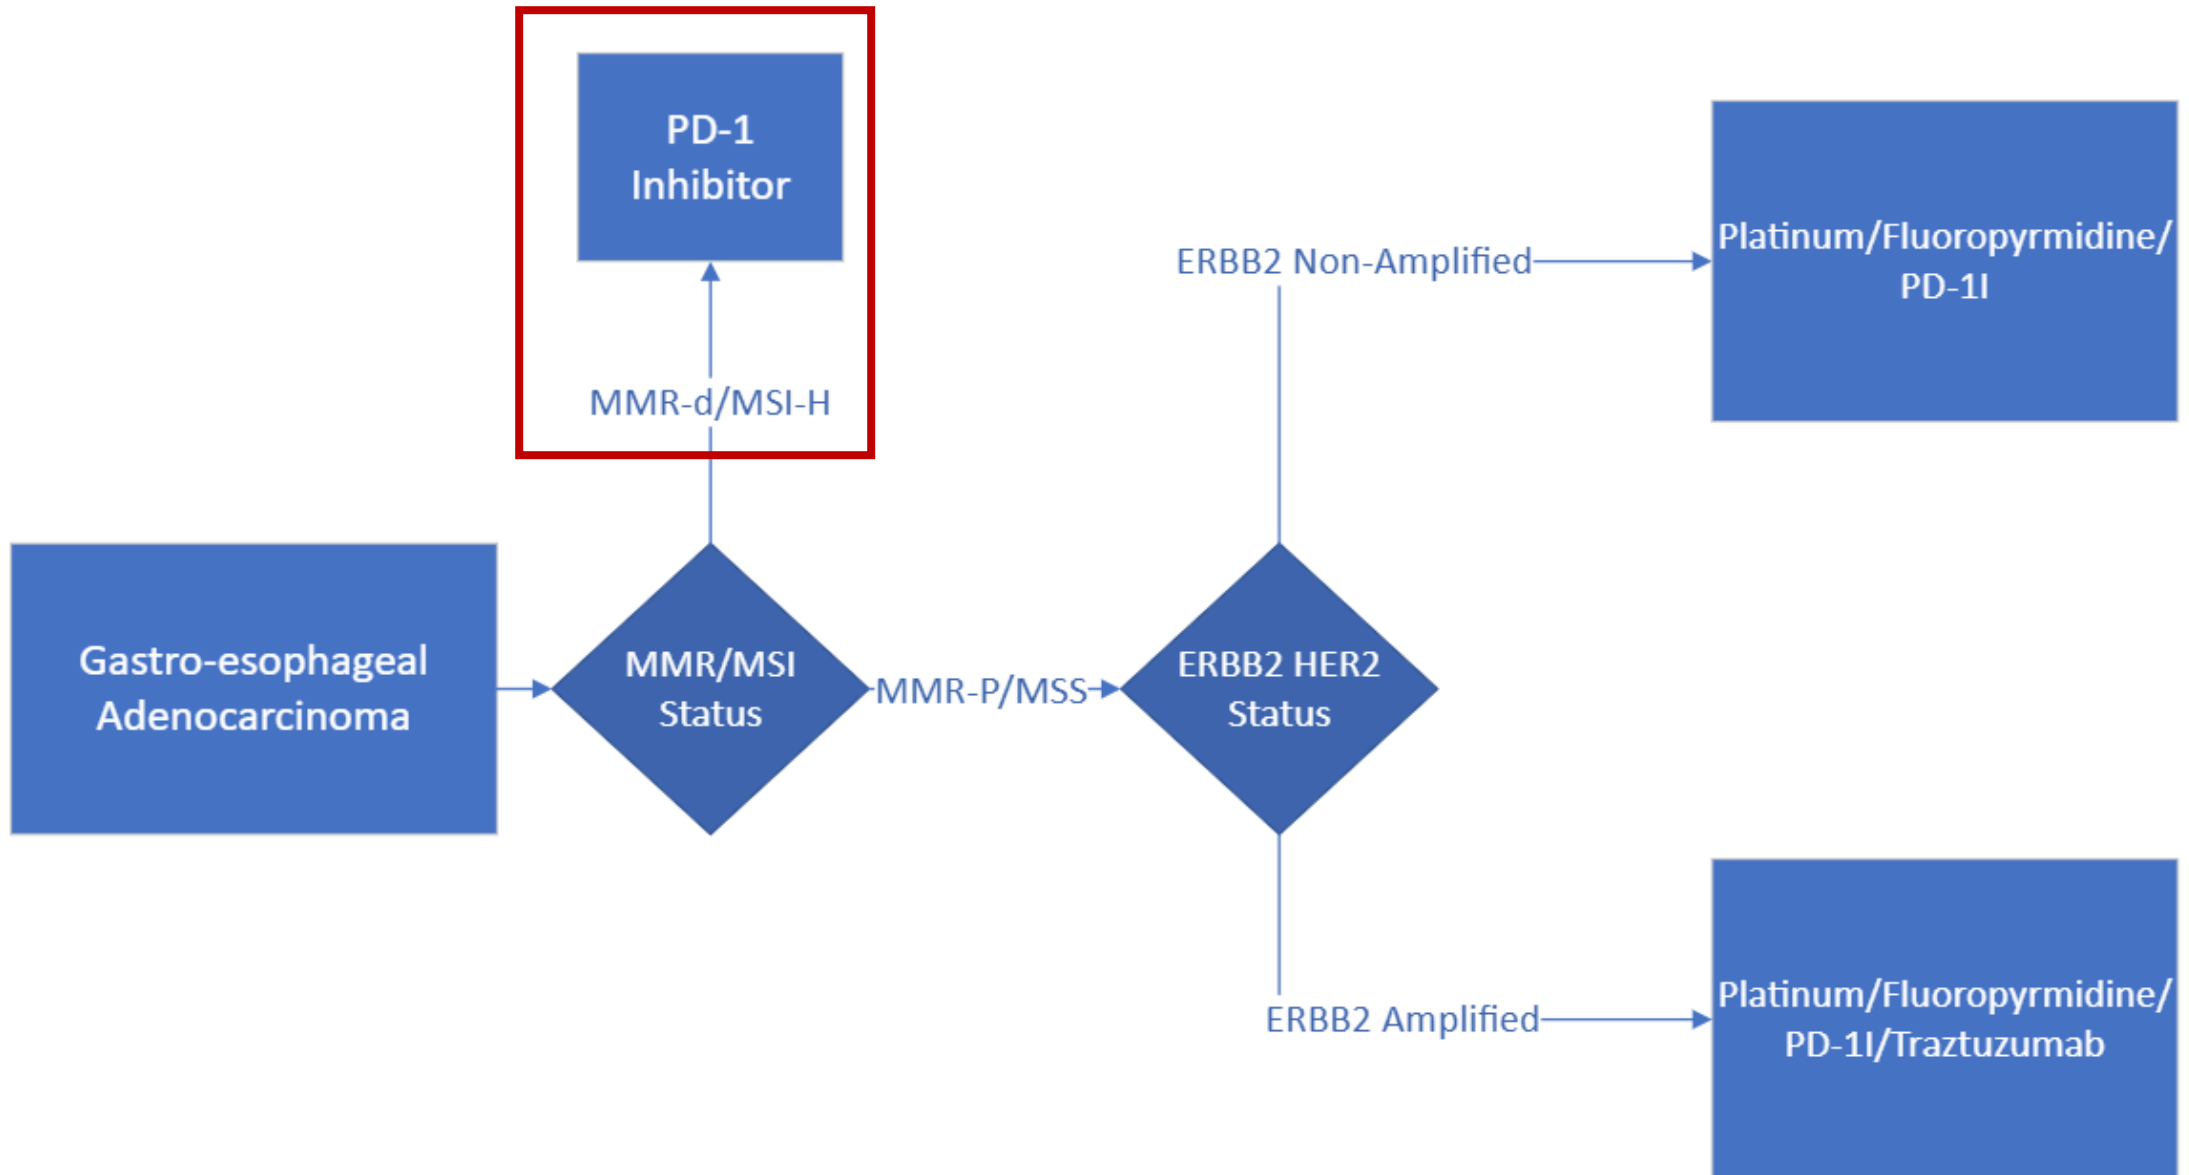 PD-1
Inhibitor
MMR-d/MSI-H
Gastro-esophageal
Adenocarcinoma
MMR/MSI
Status
MMR-P/MSS
ERBB2 HER2
Status
ERBB2 Non-Amplified
Platinum/Fluoropyrmidine/
PD-1I
ERBB2 Amplified
Platinum/Fluoropyrmidine/
PD-1I/Traztuzumab